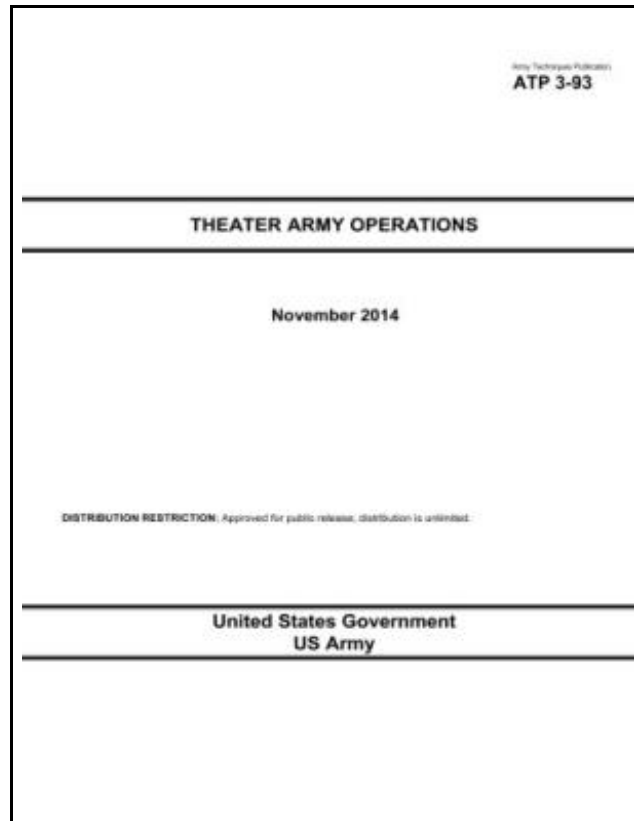 Army Techniques Publication
ATP 3-93
THEATER ARMY OPERATIONS
November 2014
DISTRIBUTION RESTRICTION: Approved for public release; distribution is unlimited.
United States Government
US Army